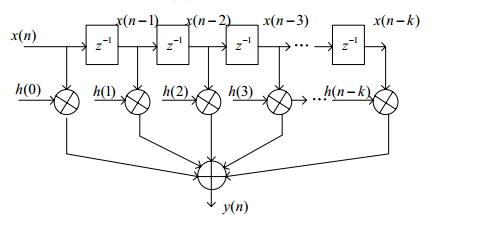 x(n−1) x(n−2) x(n−3) x(n−k)
x(n) z⁻¹ z⁻¹ z⁻¹ ··· z⁻¹
h(0) h(1) h(2) h(3) ··· h(n−k)
y(n)